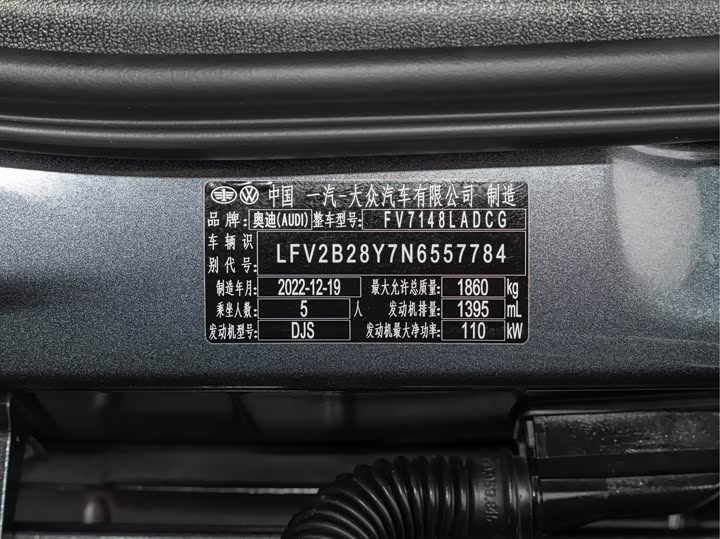 中国 一汽-大众汽车有限公司 制造
品牌: 奥迪(AUDI) 整车型号: FV7148LADCG
车辆识别代号: LFV2B28Y7N6557784
制造年月: 2022-12-19 最大允许总质量: 1860 kg
乘坐人数: 5 人 发动机排量: 1395 mL
发动机型号: DJS 发动机最大净功率: 110 kW